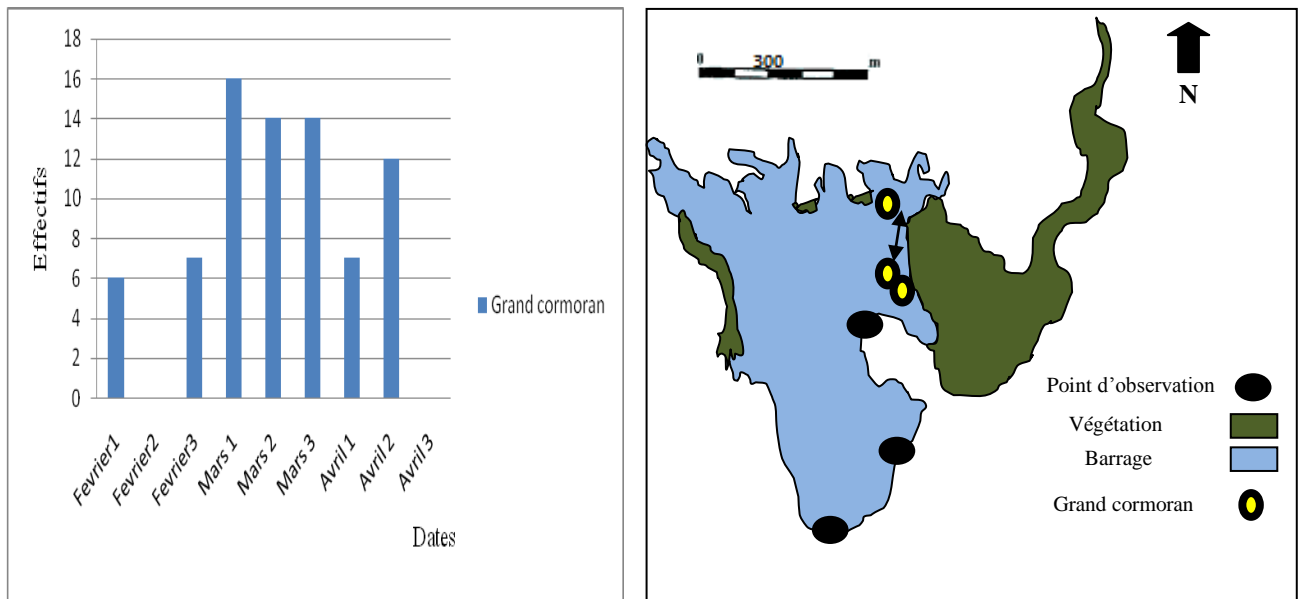 Effectifs
18
16
14
12
10
8
6
4
2
0
Fevrier1
Fevrier2
Fevrier3
Mars 1
Mars 2
Mars 3
Avril 1
Avril 2
Avril 3
Dates
Grand cormoran
0 300 m
N
Point d’observation
Végétation
Barrage
Grand cormoran